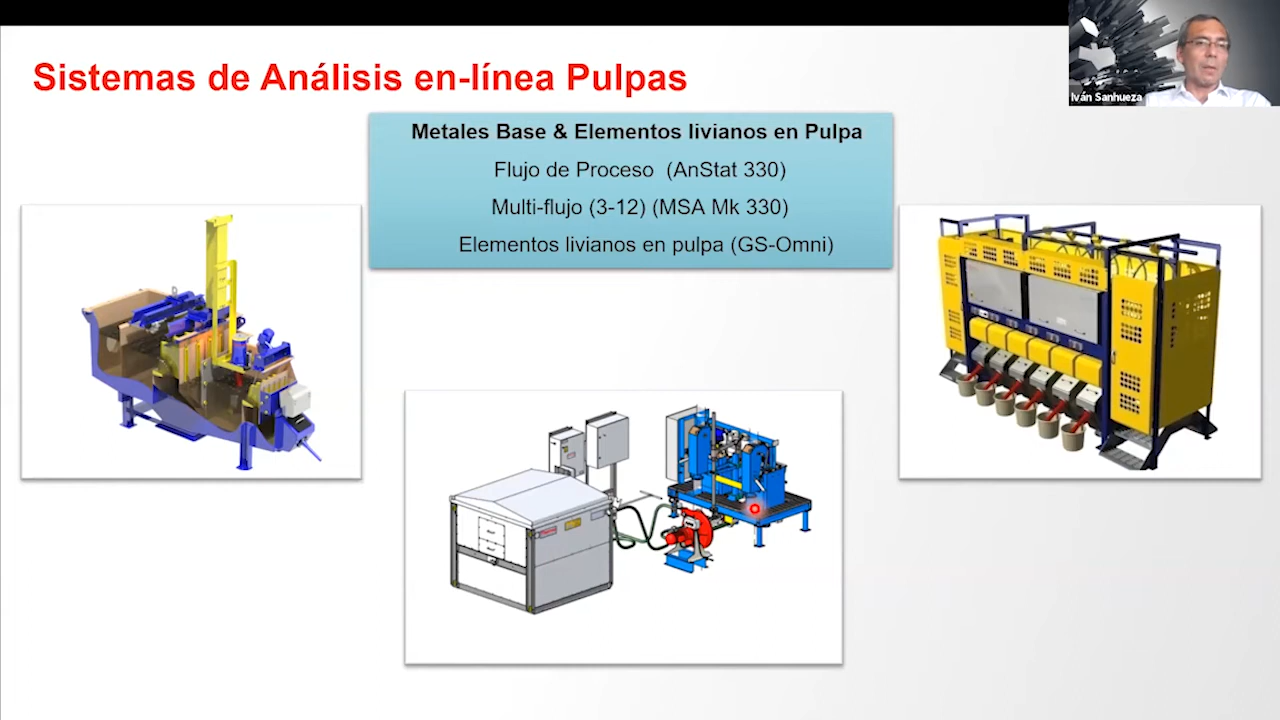 Sistemas de Análisis en-línea Pulpas
Iván Sanhueza
Metales Base & Elementos livianos en Pulpa
Flujo de Proceso (AnStat 330)
Multi-flujo (3-12) (MSA Mk 330)
Elementos livianos en pulpa (GS-Omni)